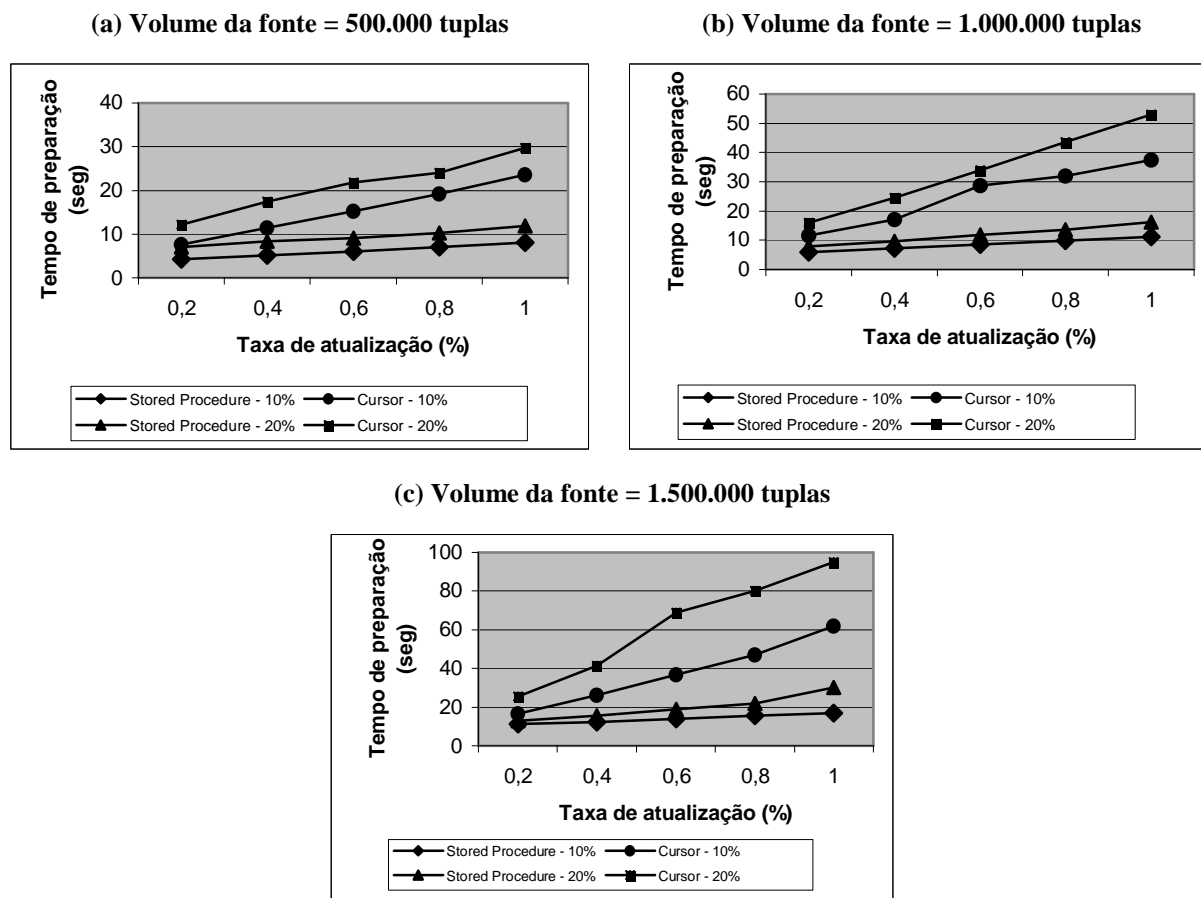 (a) Volume da fonte = 500.000 tuplas
Tempo de preparação
(seg)
40
30
20
10
0
0,2 0,4 0,6 0,8 1
Taxa de atualização (%)
Stored Procedure - 10% Cursor - 10%
Stored Procedure - 20% Cursor - 20%
(b) Volume da fonte = 1.000.000 tuplas
Tempo de preparação
(seg)
60
50
40
30
20
10
0
0,2 0,4 0,6 0,8 1
Taxa de atualização (%)
Stored Procedure - 10% Cursor - 10%
Stored Procedure - 20% Cursor - 20%
(c) Volume da fonte = 1.500.000 tuplas
Tempo de preparação
(seg)
100
80
60
40
20
0
0,2 0,4 0,6 0,8 1
Taxa de atualização (%)
Stored Procedure - 10% Cursor - 10%
Stored Procedure - 20% Cursor - 20%